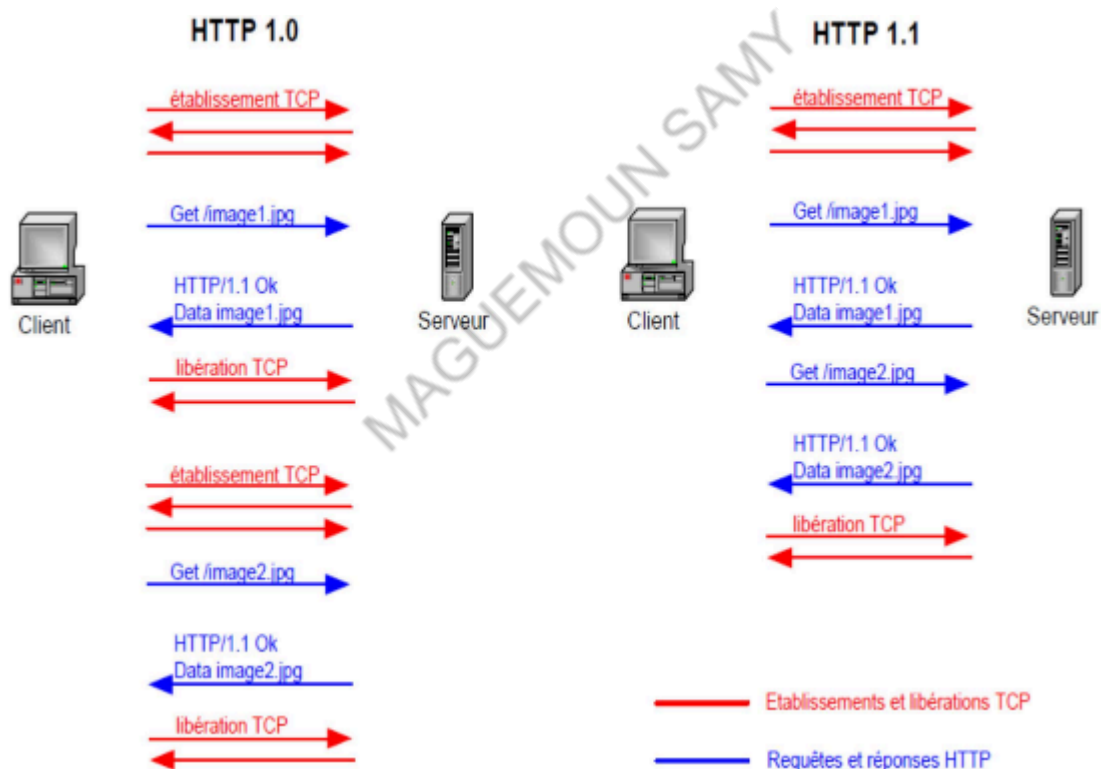 HTTP 1.0
établissement TCP
Get /image1.jpg
HTTP/1.1 Ok
Data image1.jpg
Client
Serveur
libération TCP
établissement TCP
Get /image2.jpg
HTTP/1.1 Ok
Data image2.jpg
libération TCP
MAGUEMOUN SAMY
HTTP 1.1
établissement TCP
Get /image1.jpg
HTTP/1.1 Ok
Data image1.jpg
Client
Serveur
Get /image2.jpg
HTTP/1.1 Ok
Data image2.jpg
libération TCP
Etablissements et libérations TCP
Requêtes et réponses HTTP